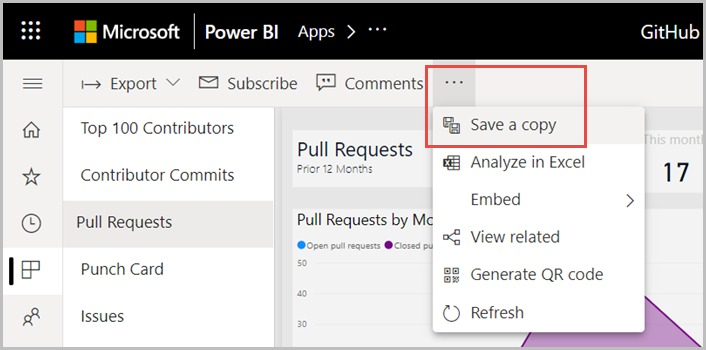 Microsoft Power BI Apps > ··· GitHub
Export Subscribe Comments ···
Top 100 Contributors
Contributor Commits
Pull Requests
Punch Card
Issues
Pull Requests
Prior 12 Months
Pull Requests by Mo
Open pull requests Closed pu
50
40
30
Save a copy
Analyze in Excel
Embed
View related
Generate QR code
Refresh
This month
17